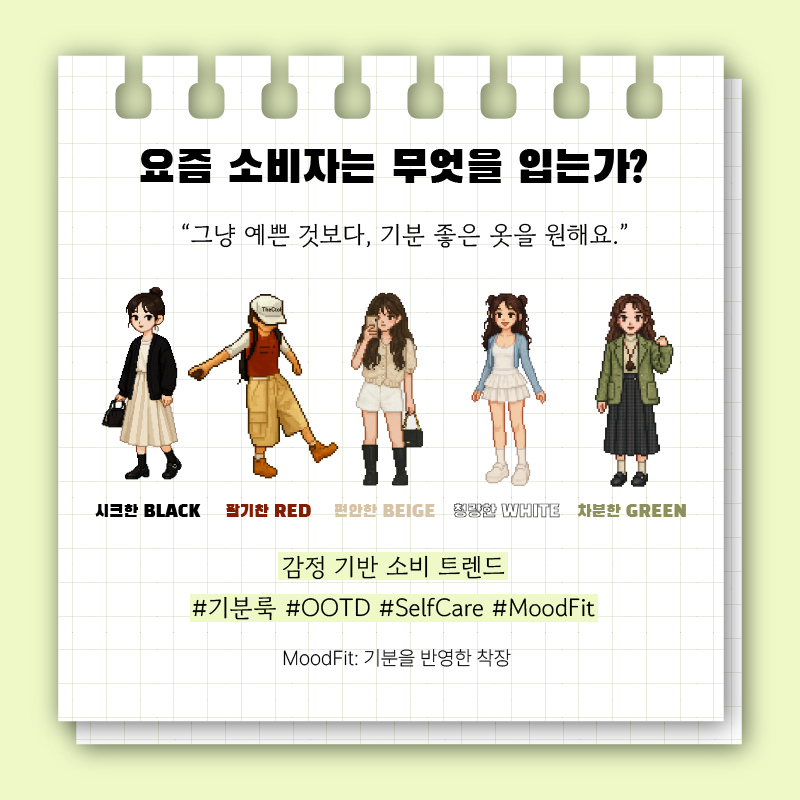 요즘 소비자는 무엇을 입는가?
“그냥 예쁜 것보다, 기분 좋은 옷을 원해요.”
TheCool
시크한 BLACK 팔기찬 RED 편안한 BEIGE 청량한 WHITE 차분한 GREEN
감정 기반 소비 트렌드
#기분룩 #OOTD #SelfCare #MoodFit
MoodFit: 기분을 반영한 착장